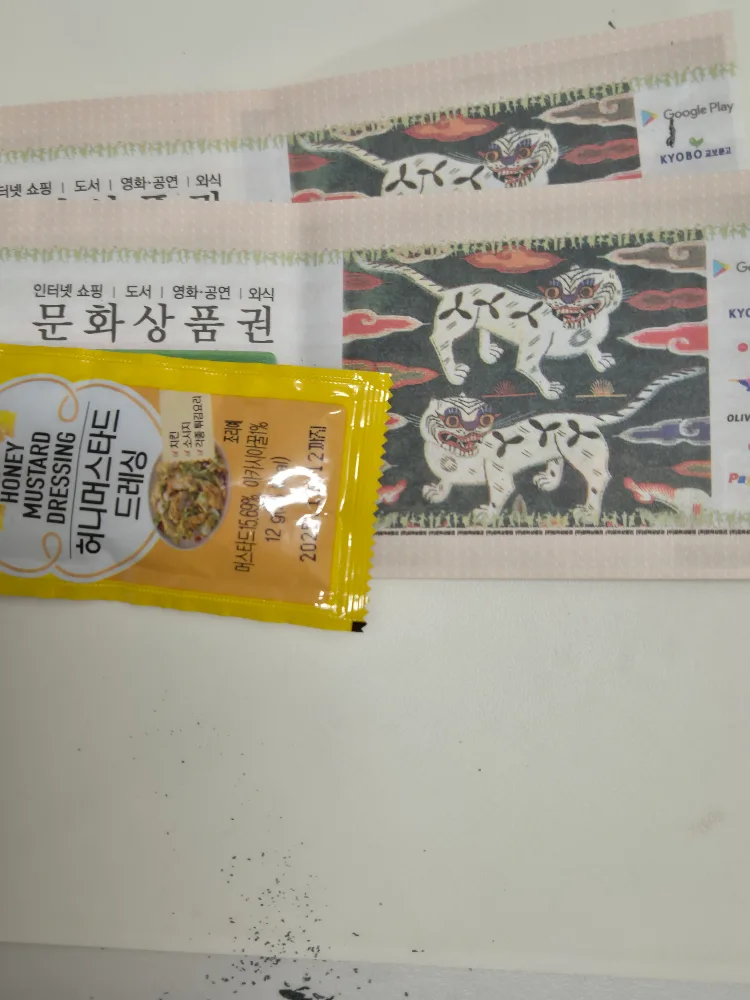 Google Play
KYOBO 교보문고
터넷 쇼핑 | 도서 | 영화·공연 | 외식
인터넷 쇼핑 | 도서 | 영화·공연 | 외식
문화상품권
KYO
OLIV
HONEY
MUSTARD
DRESSING
허니머스타드
드레싱
치킨
소시지
각종 튀김요리
조리예
머스타드15.69% 아카시아꿀1%
12 g